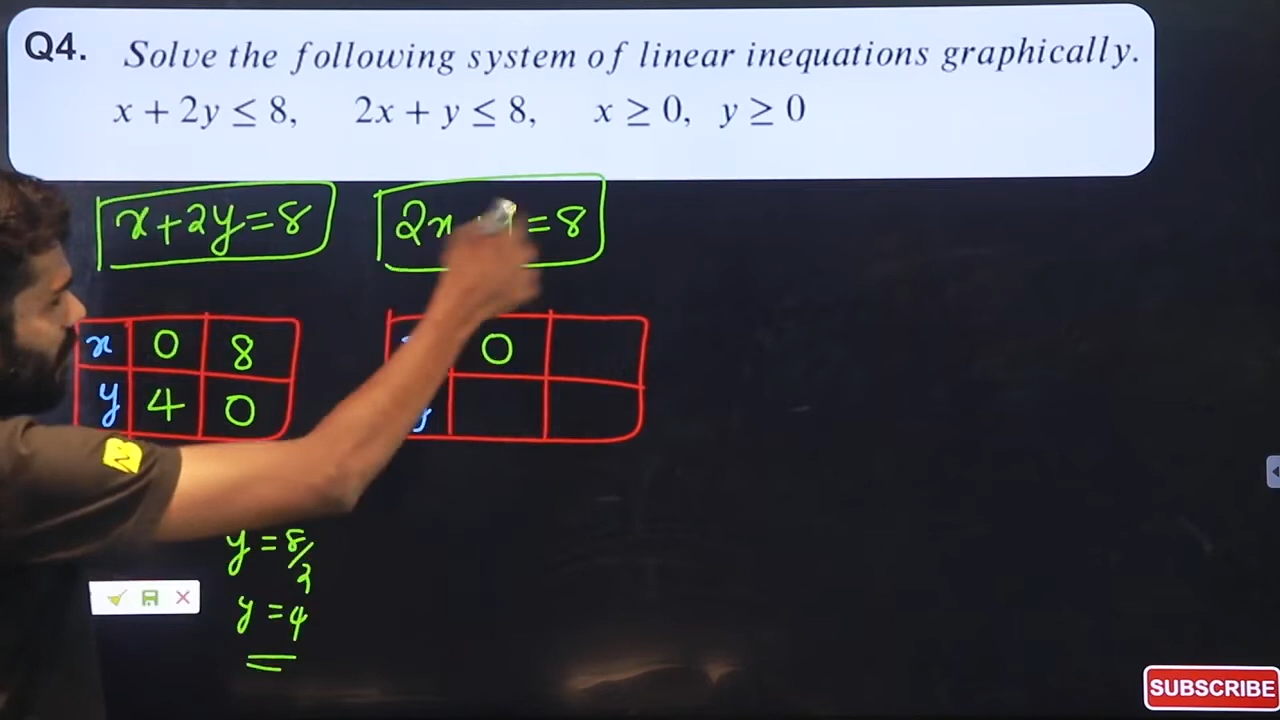 Q4. Solve the following system of linear inequations graphically.
x + 2y ≤ 8, 2x + y ≤ 8, x ≥ 0, y ≥ 0
x+2y=8
2x =8
x 0 8
y 4 0
0
y
y = 8/2
y = 4
SUBSCRIBE